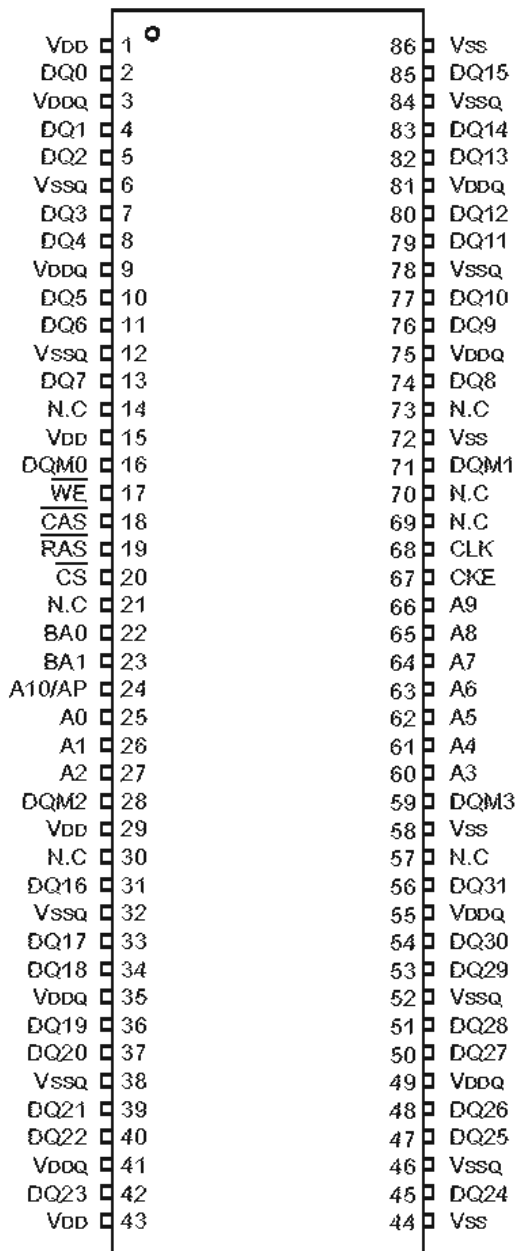 VDD 1 86 VSS
DQ0 2 85 DQ15
VDDQ 3 84 VSSQ
DQ1 4 83 DQ14
DQ2 5 82 DQ13
VSSQ 6 81 VDDQ
DQ3 7 80 DQ12
DQ4 8 79 DQ11
VDDQ 9 78 VSSQ
DQ5 10 77 DQ10
DQ6 11 76 DQ9
VSSQ 12 75 VDDQ
DQ7 13 74 DQ8
N.C 14 73 N.C
VDD 15 72 VSS
DQM0 16 71 DQM1
W̅E̅ 17 70 N.C
C̅A̅S̅ 18 69 N.C
R̅A̅S̅ 19 68 CLK
C̅S̅ 20 67 CKE
N.C 21 66 A9
BA0 22 65 A8
BA1 23 64 A7
A10/AP 24 63 A6
A0 25 62 A5
A1 26 61 A4
A2 27 60 A3
DQM2 28 59 DQM3
VDD 29 58 VSS
N.C 30 57 N.C
DQ16 31 56 DQ31
VSSQ 32 55 VDDQ
DQ17 33 54 DQ30
DQ18 34 53 DQ29
VDDQ 35 52 VSSQ
DQ19 36 51 DQ28
DQ20 37 50 DQ27
VSSQ 38 49 VDDQ
DQ21 39 48 DQ26
DQ22 40 47 DQ25
VDDQ 41 46 VSSQ
DQ23 42 45 DQ24
VDD 43 44 VSS